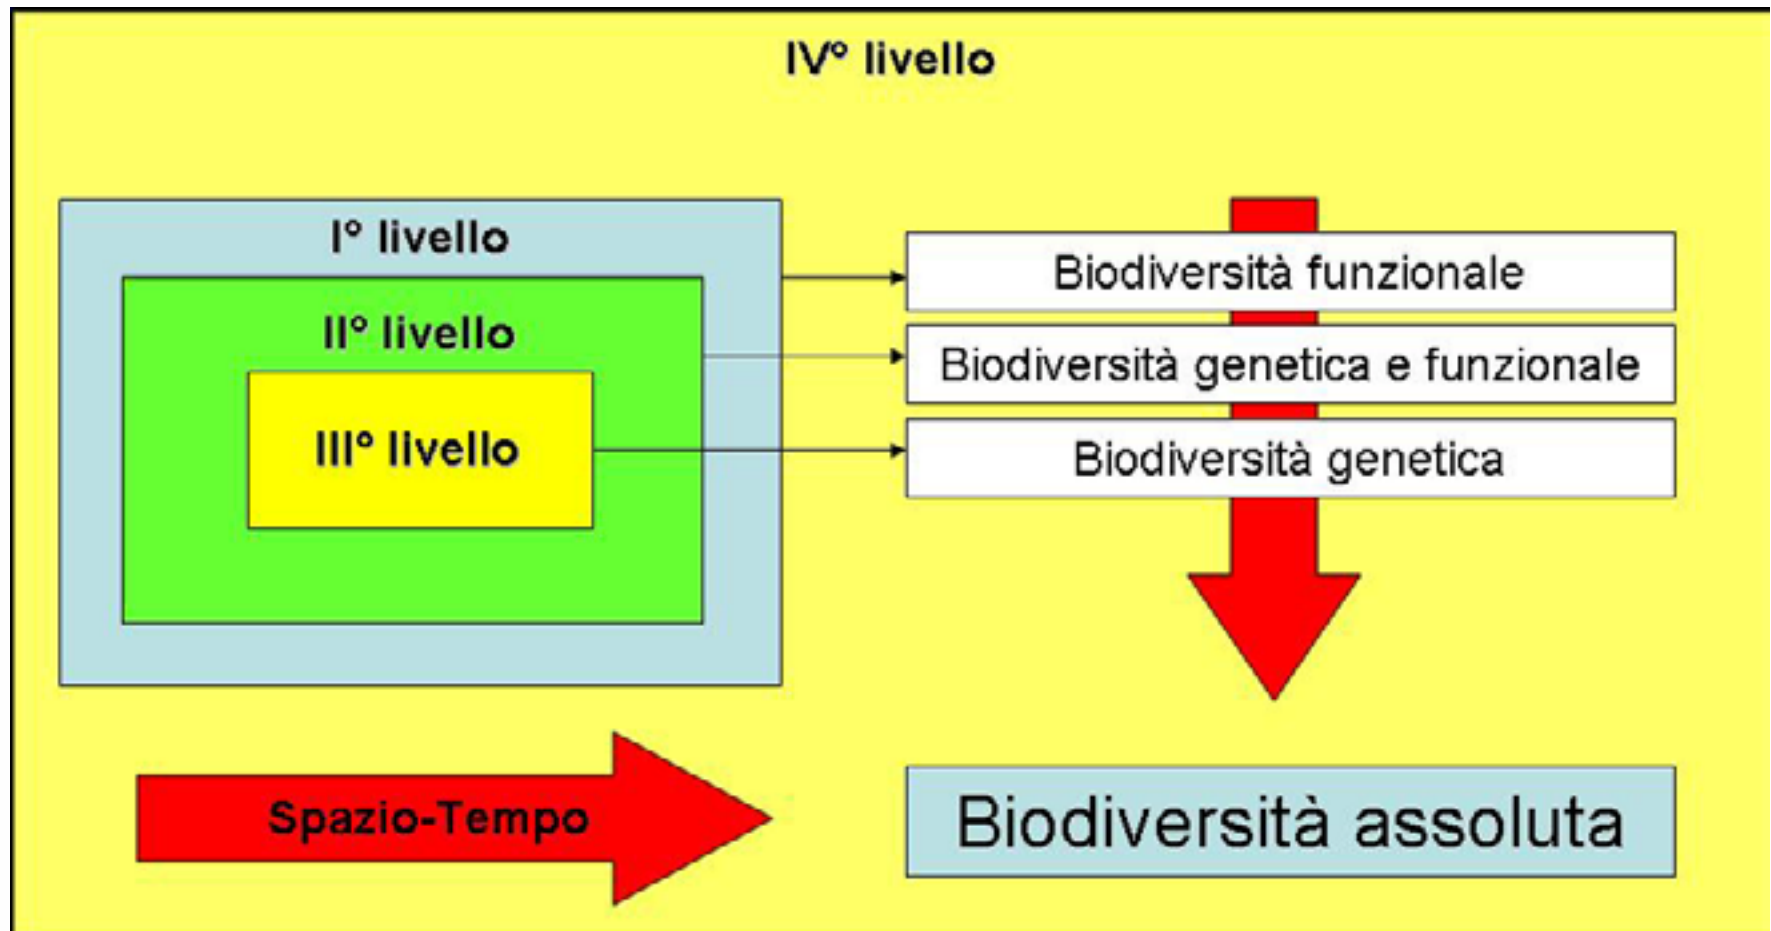 IV° livello
I° livello
II° livello
III° livello
Biodiversità funzionale
Biodiversità genetica e funzionale
Biodiversità genetica
Spazio-Tempo
Biodiversità assoluta